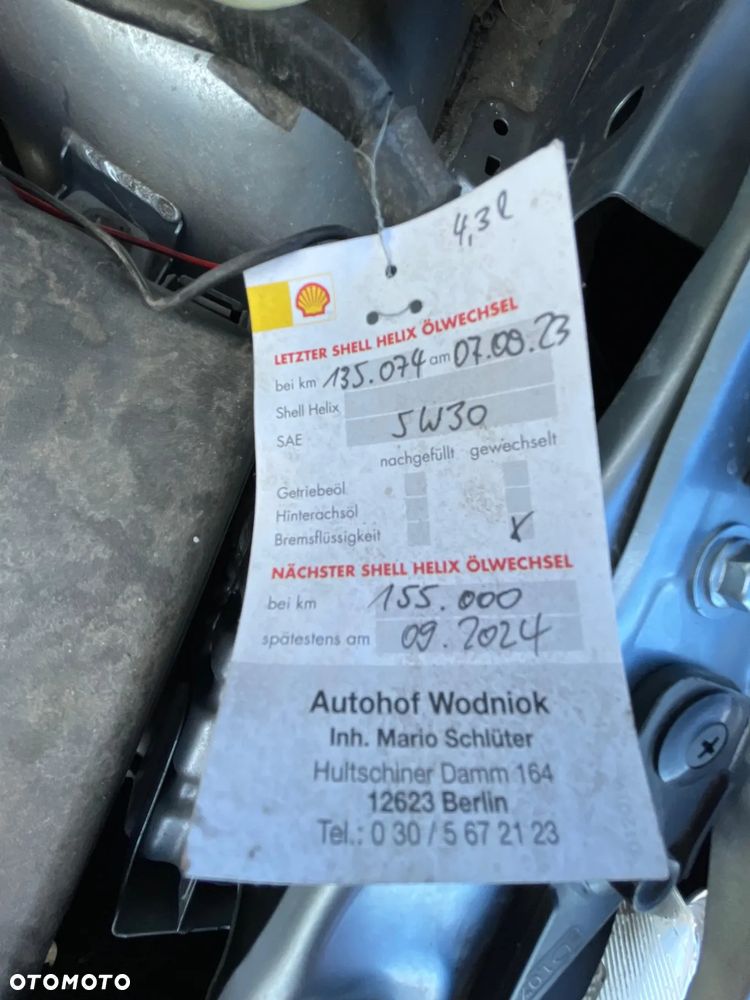 4,3l
LETZTER SHELL HELIX ÖLWECHSEL
bei km 135.074 am 07.09.23
Shell Helix
SAE 5W30
nachgefüllt gewechselt
Getriebeöl
Hinterachsöl
Bremsflüssigkeit x
NÄCHSTER SHELL HELIX ÖLWECHSEL
bei km 155.000
spätestens am 09.2024
Autohof Wodniok
Inh. Mario Schlüter
Hultschiner Damm 164
12623 Berlin
Tel.: 0 30 / 5 67 21 23
OTOMOTO